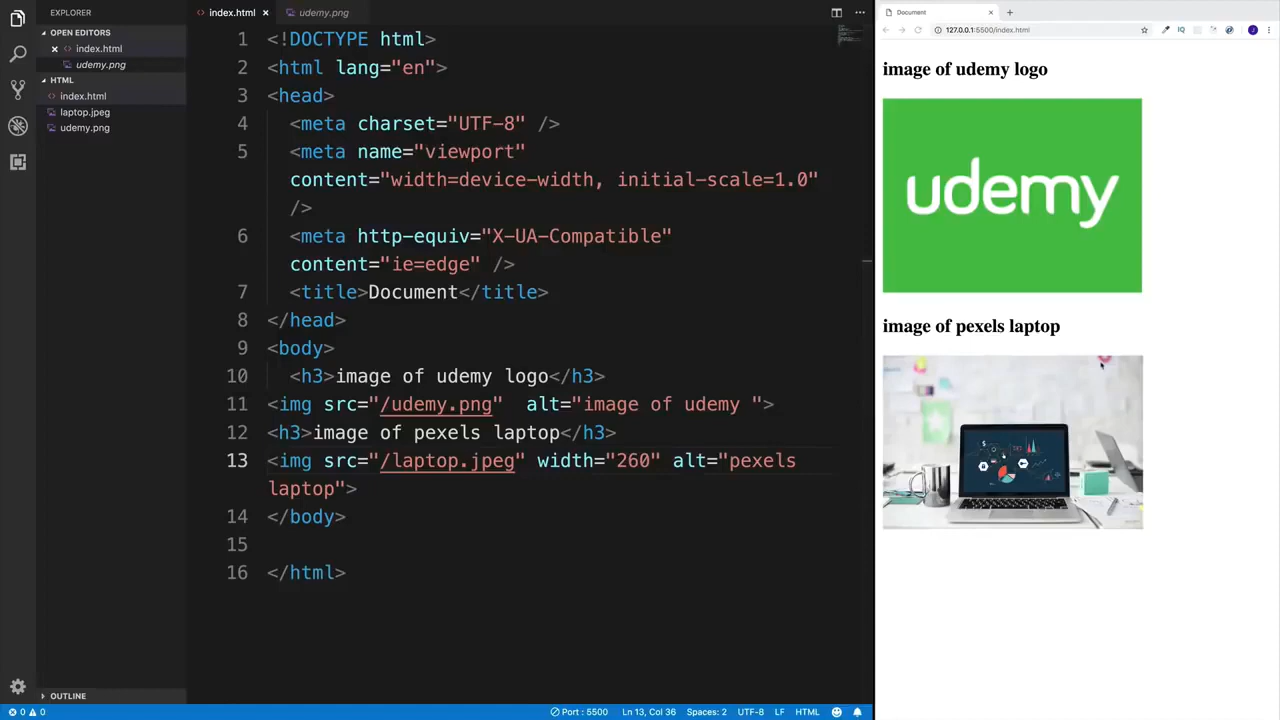 EXPLORER
OPEN EDITORS
index.html
udemy.png
HTML
index.html
laptop.jpeg
udemy.png
OUTLINE
index.html
udemy.png
1 <!DOCTYPE html>
2 <html lang="en">
3 <head>
4 <meta charset="UTF-8" />
5 <meta name="viewport"
content="width=device-width, initial-scale=1.0"
/>
6 <meta http-equiv="X-UA-Compatible"
content="ie=edge" />
7 <title>Document</title>
8 </head>
9 <body>
10 <h3>image of udemy logo</h3>
11 <img src="/udemy.png"  alt="image of udemy ">
12 <h3>image of pexels laptop</h3>
13 <img src="/laptop.jpeg" width="260" alt="pexels
laptop">
14 </body>
15
16 </html>
0 0
Port : 5500
Ln 13, Col 36
Spaces: 2
UTF-8
LF
HTML
Document
127.0.0.1:5500/index.html
IQ
J
image of udemy logo
udemy
image of pexels laptop